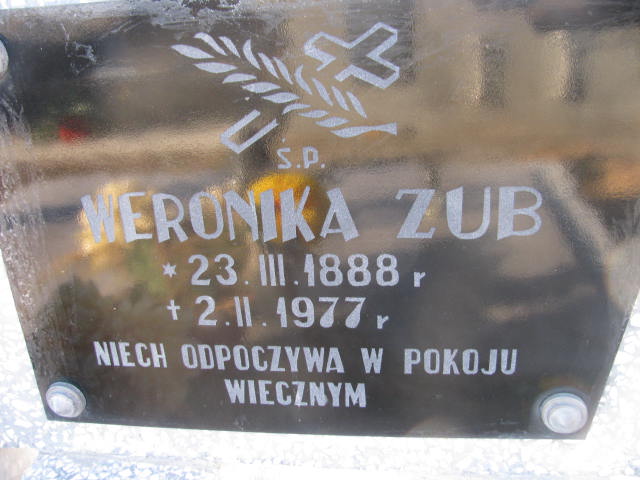 Ś.P.
WERONIKA ZUB
* 23.III.1888 r
† 2.II.1977 r
NIECH ODPOCZYWA W POKOJU
WIECZNYM